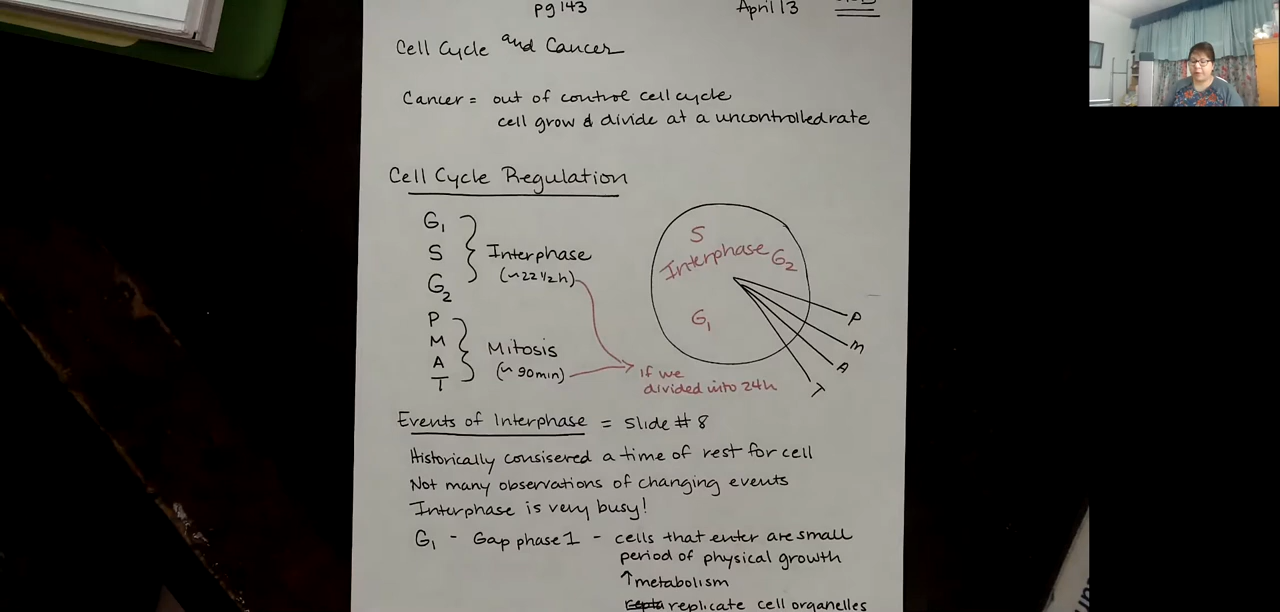 pg 143 April 13
Cell Cycle and Cancer
Cancer = out of control cell cycle
cell grow & divide at a uncontrolled rate
Cell Cycle Regulation
G1
S
G2
Interphase
(~22 1/2 h)
P
M
A
T
Mitosis
(~ 90min)
if we
divided into 24h
S
Interphase G2
G1
P
M
A
T
Events of Interphase = Slide # 8
Historically consisered a time of rest for cell
Not many observations of changing events
Interphase is very busy!
G1 - Gap phase 1 - cells that enter are small
period of physical growth
↑ metabolism
replicate cell organelles